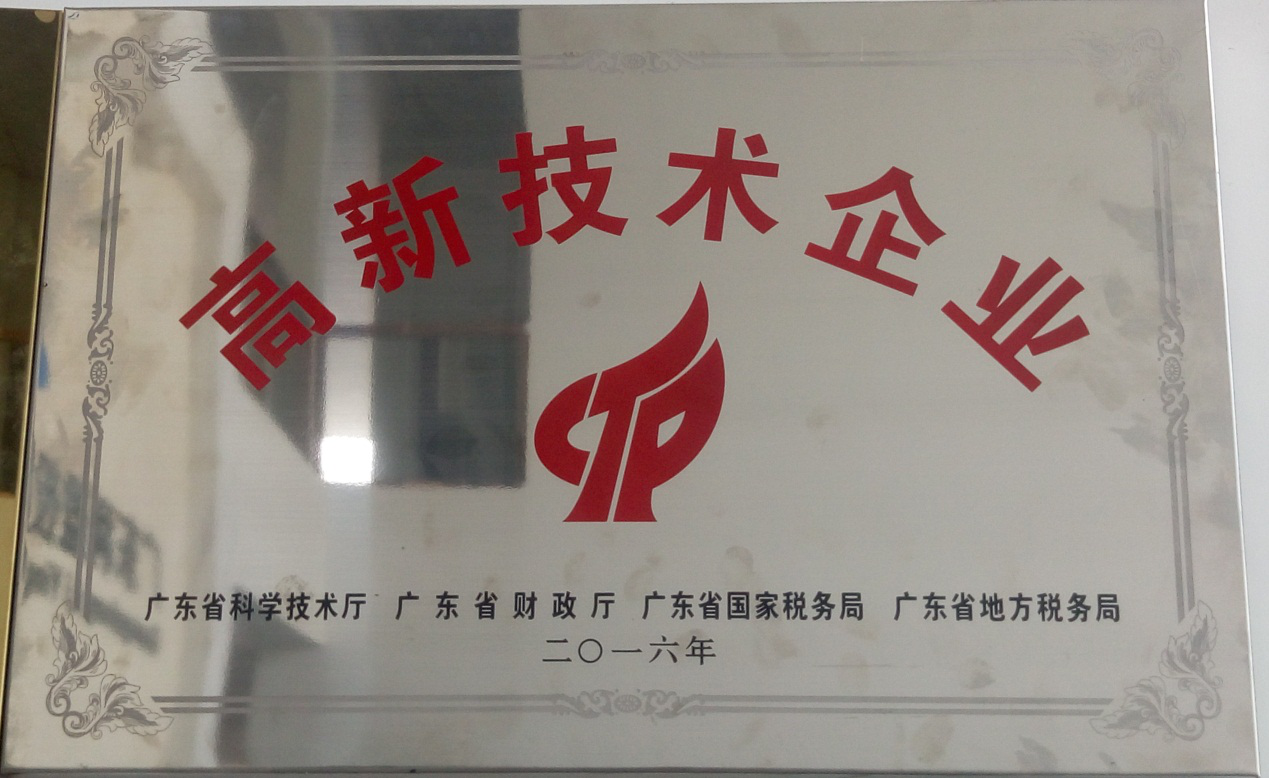 高新技术企业
广东省科学技术厅 广东省财政厅 广东省国家税务局 广东省地方税务局
二〇一六年